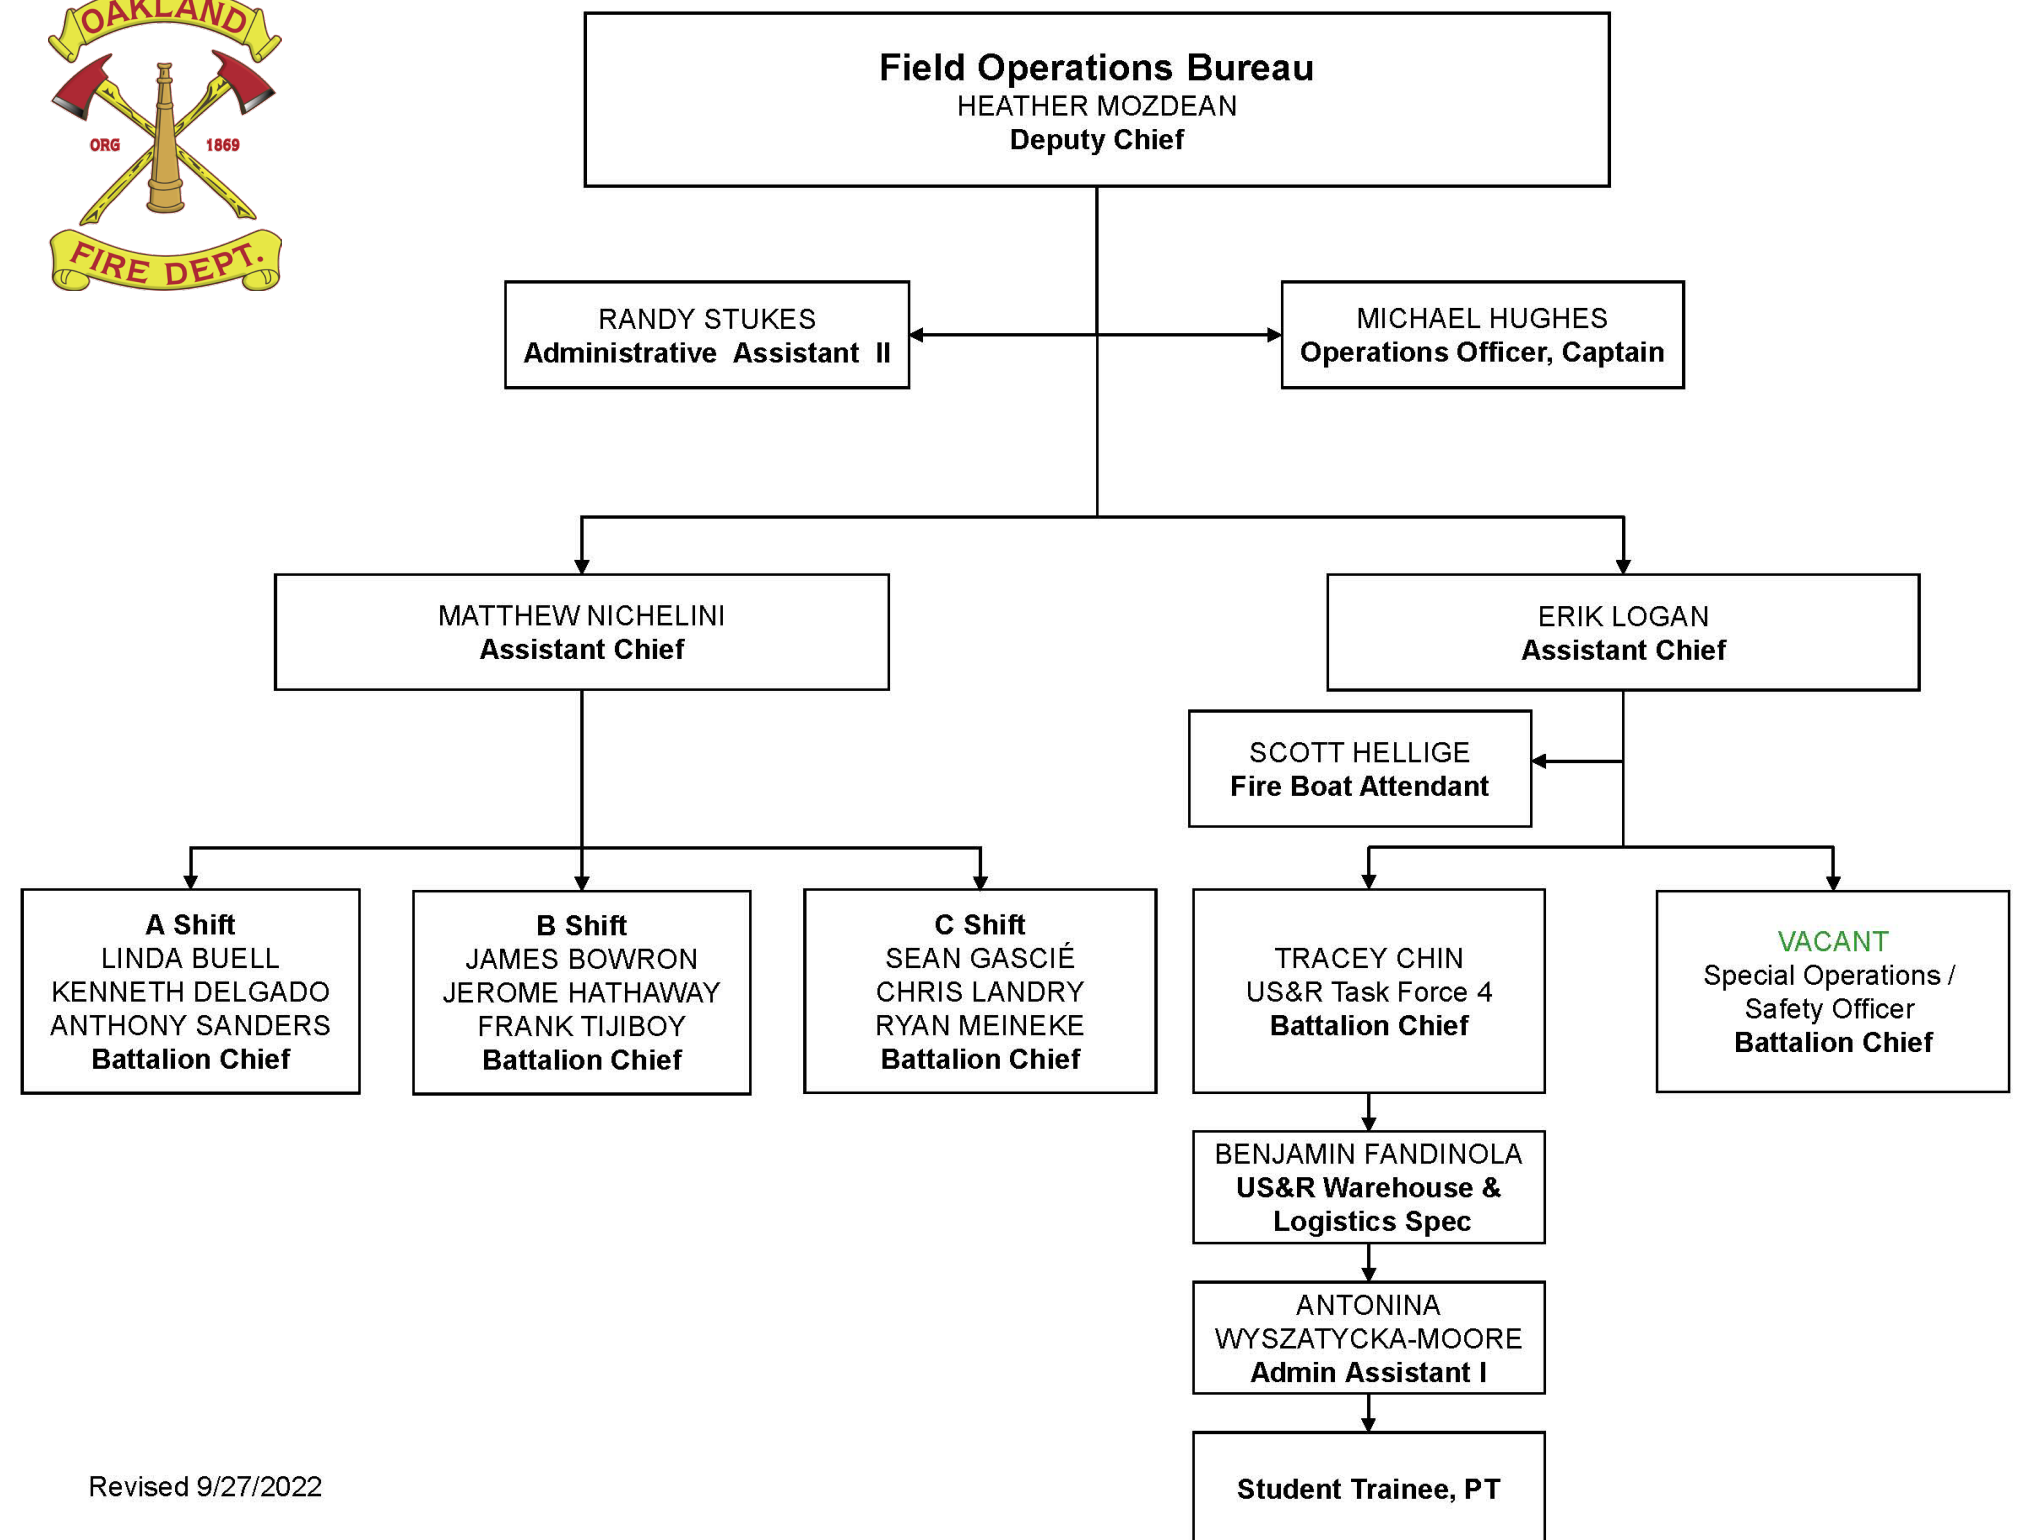 OAKLAND
ORG 1869
FIRE DEPT.
Field Operations Bureau
HEATHER MOZDEAN
Deputy Chief
RANDY STUKES
Administrative Assistant II
MICHAEL HUGHES
Operations Officer, Captain
MATTHEW NICHELINI
Assistant Chief
ERIK LOGAN
Assistant Chief
SCOTT HELLIGE
Fire Boat Attendant
A Shift
LINDA BUELL
KENNETH DELGADO
ANTHONY SANDERS
Battalion Chief
B Shift
JAMES BOWRON
JEROME HATHAWAY
FRANK TIJIBOY
Battalion Chief
C Shift
SEAN GASCIÉ
CHRIS LANDRY
RYAN MEINEKE
Battalion Chief
TRACEY CHIN
US&R Task Force 4
Battalion Chief
VACANT
Special Operations /
Safety Officer
Battalion Chief
BENJAMIN FANDINOLA
US&R Warehouse &
Logistics Spec
ANTONINA
WYSZATYCKA-MOORE
Admin Assistant I
Student Trainee, PT
Revised 9/27/2022